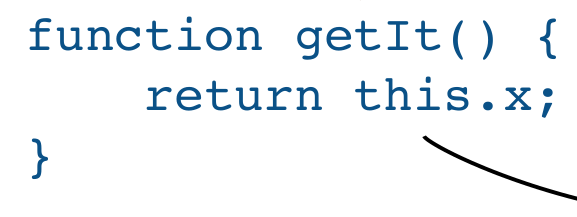 function getIt() {
    return this.x;
}